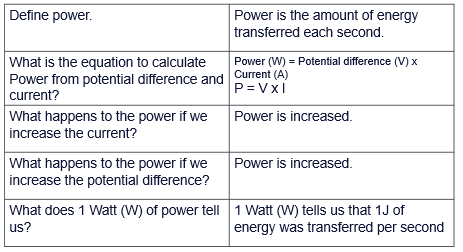 Define power.
Power is the amount of energy
transferred each second.
What is the equation to calculate
Power from potential difference and
current?
Power (W) = Potential difference (V) x
Current (A)
P = V x I
What happens to the power if we
increase the current?
Power is increased.
What happens to the power if we
increase the potential difference?
Power is increased.
What does 1 Watt (W) of power tell
us?
1 Watt (W) tells us that 1J of
energy was transferred per second